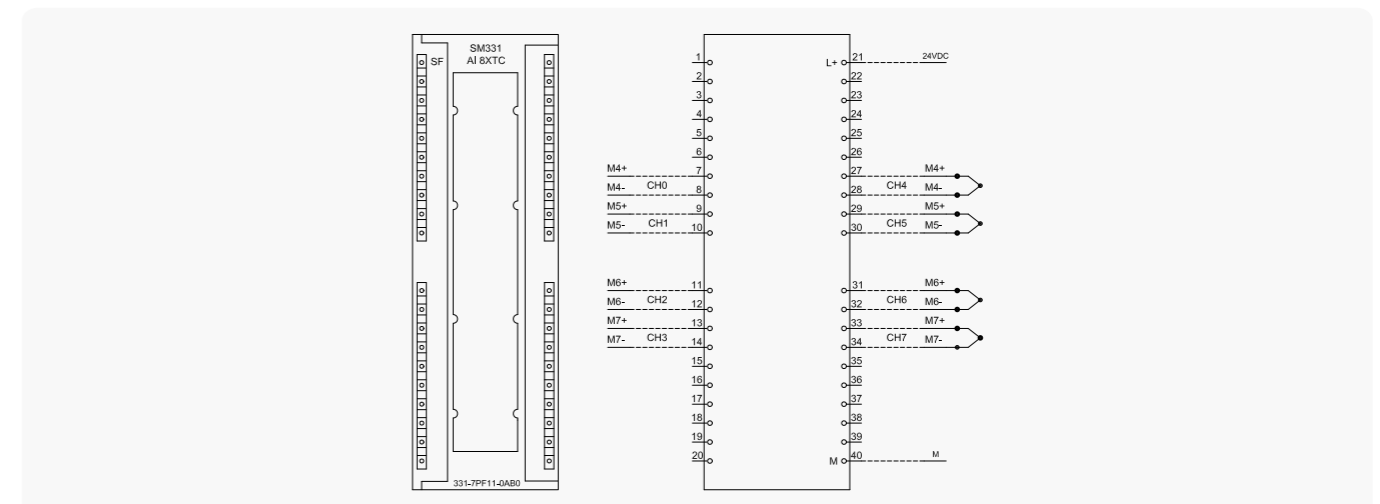 SM331
AI 8XTC
SF
331-7PF11-0AB0
1
2
3
4
5
6
M4+ 7
CH0
M4- 8
M5+ 9
CH1
M5- 10
M6+ 11
CH2
M6- 12
M7+ 13
CH3
M7- 14
15
16
17
18
19
20
L+ 21 24VDC
22
23
24
25
26
27 M4+
CH4
28 M4-
29 M5+
CH5
30 M5-
31 M6+
CH6
32 M6-
33 M7+
CH7
34 M7-
35
36
37
38
39
M 40 M